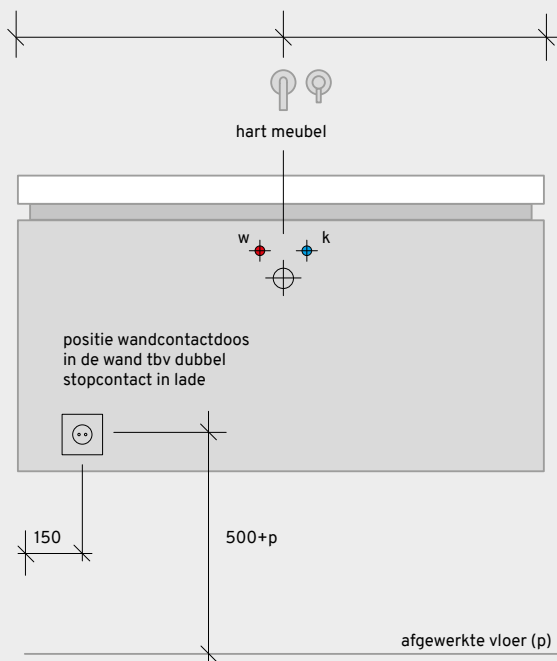 hart meubel
w
k
positie wandcontactdoos
in de wand tbv dubbel
stopcontact in lade
150
500+p
afgewerkte vloer (p)